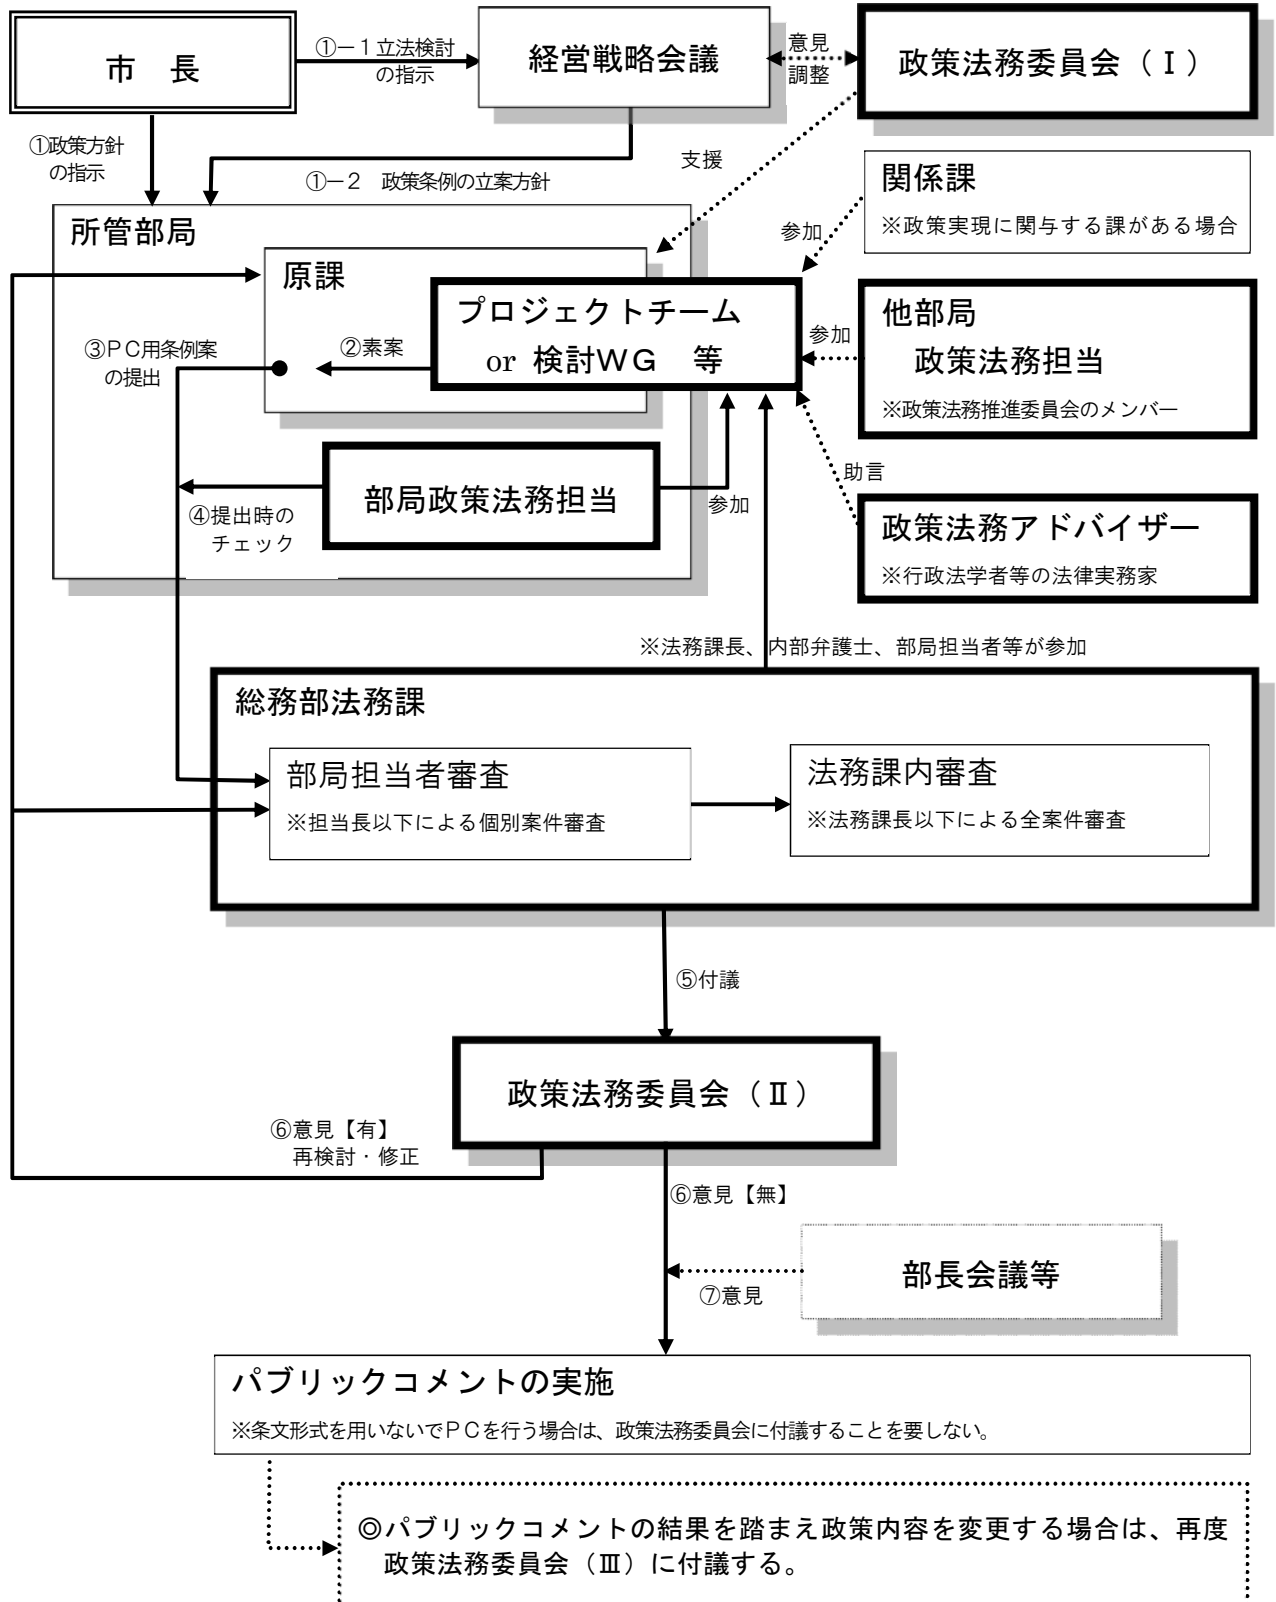 市　長
①－１立法検討
の指示
経営戦略会議
意見
調整
政策法務委員会（Ⅰ）
①政策方針
の指示
①－２　政策条例の立案方針
支援
関係課
※政策実現に関与する課がある場合
参加
所管部局
原課
プロジェクトチーム
or 検討ＷＧ　等
②素案
③ＰＣ用条例案
の提出
参加
他部局
政策法務担当
※政策法務推進委員会のメンバー
部局政策法務担当
④提出時の
チェック
参加
助言
政策法務アドバイザー
※行政法学者等の法律実務家
※法務課長、内部弁護士、部局担当者等が参加
総務部法務課
部局担当者審査
※担当長以下による個別案件審査
法務課内審査
※法務課長以下による全案件審査
⑤付議
政策法務委員会（Ⅱ）
⑥意見【有】
再検討・修正
⑥意見【無】
部長会議等
⑦意見
パブリックコメントの実施
※条文形式を用いないでＰＣを行う場合は、政策法務委員会に付議することを要しない。
◎パブリックコメントの結果を踏まえ政策内容を変更する場合は、再度
政策法務委員会（Ⅲ）に付議する。